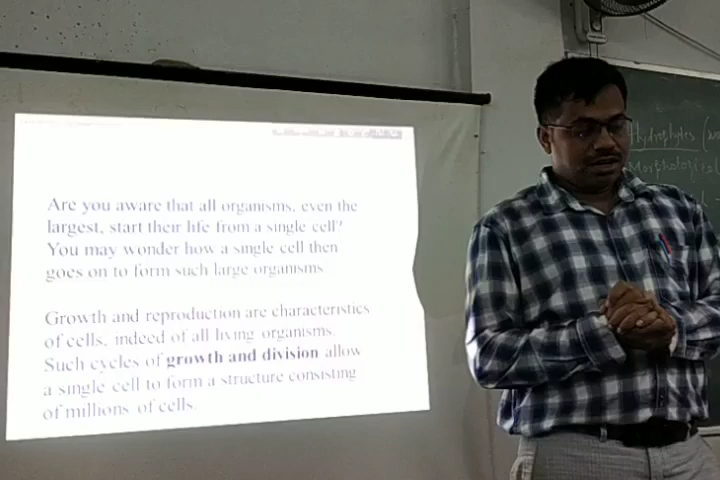 Are you aware that all organisms, even the
largest, start their life from a single cell?
You may wonder how a single cell then
goes on to form such large organisms
Growth and reproduction are characteristics
of cells, indeed of all living organisms.
Such cycles of growth and division allow
a single cell to form a structure consisting
of millions of cells.
Hydrophytes